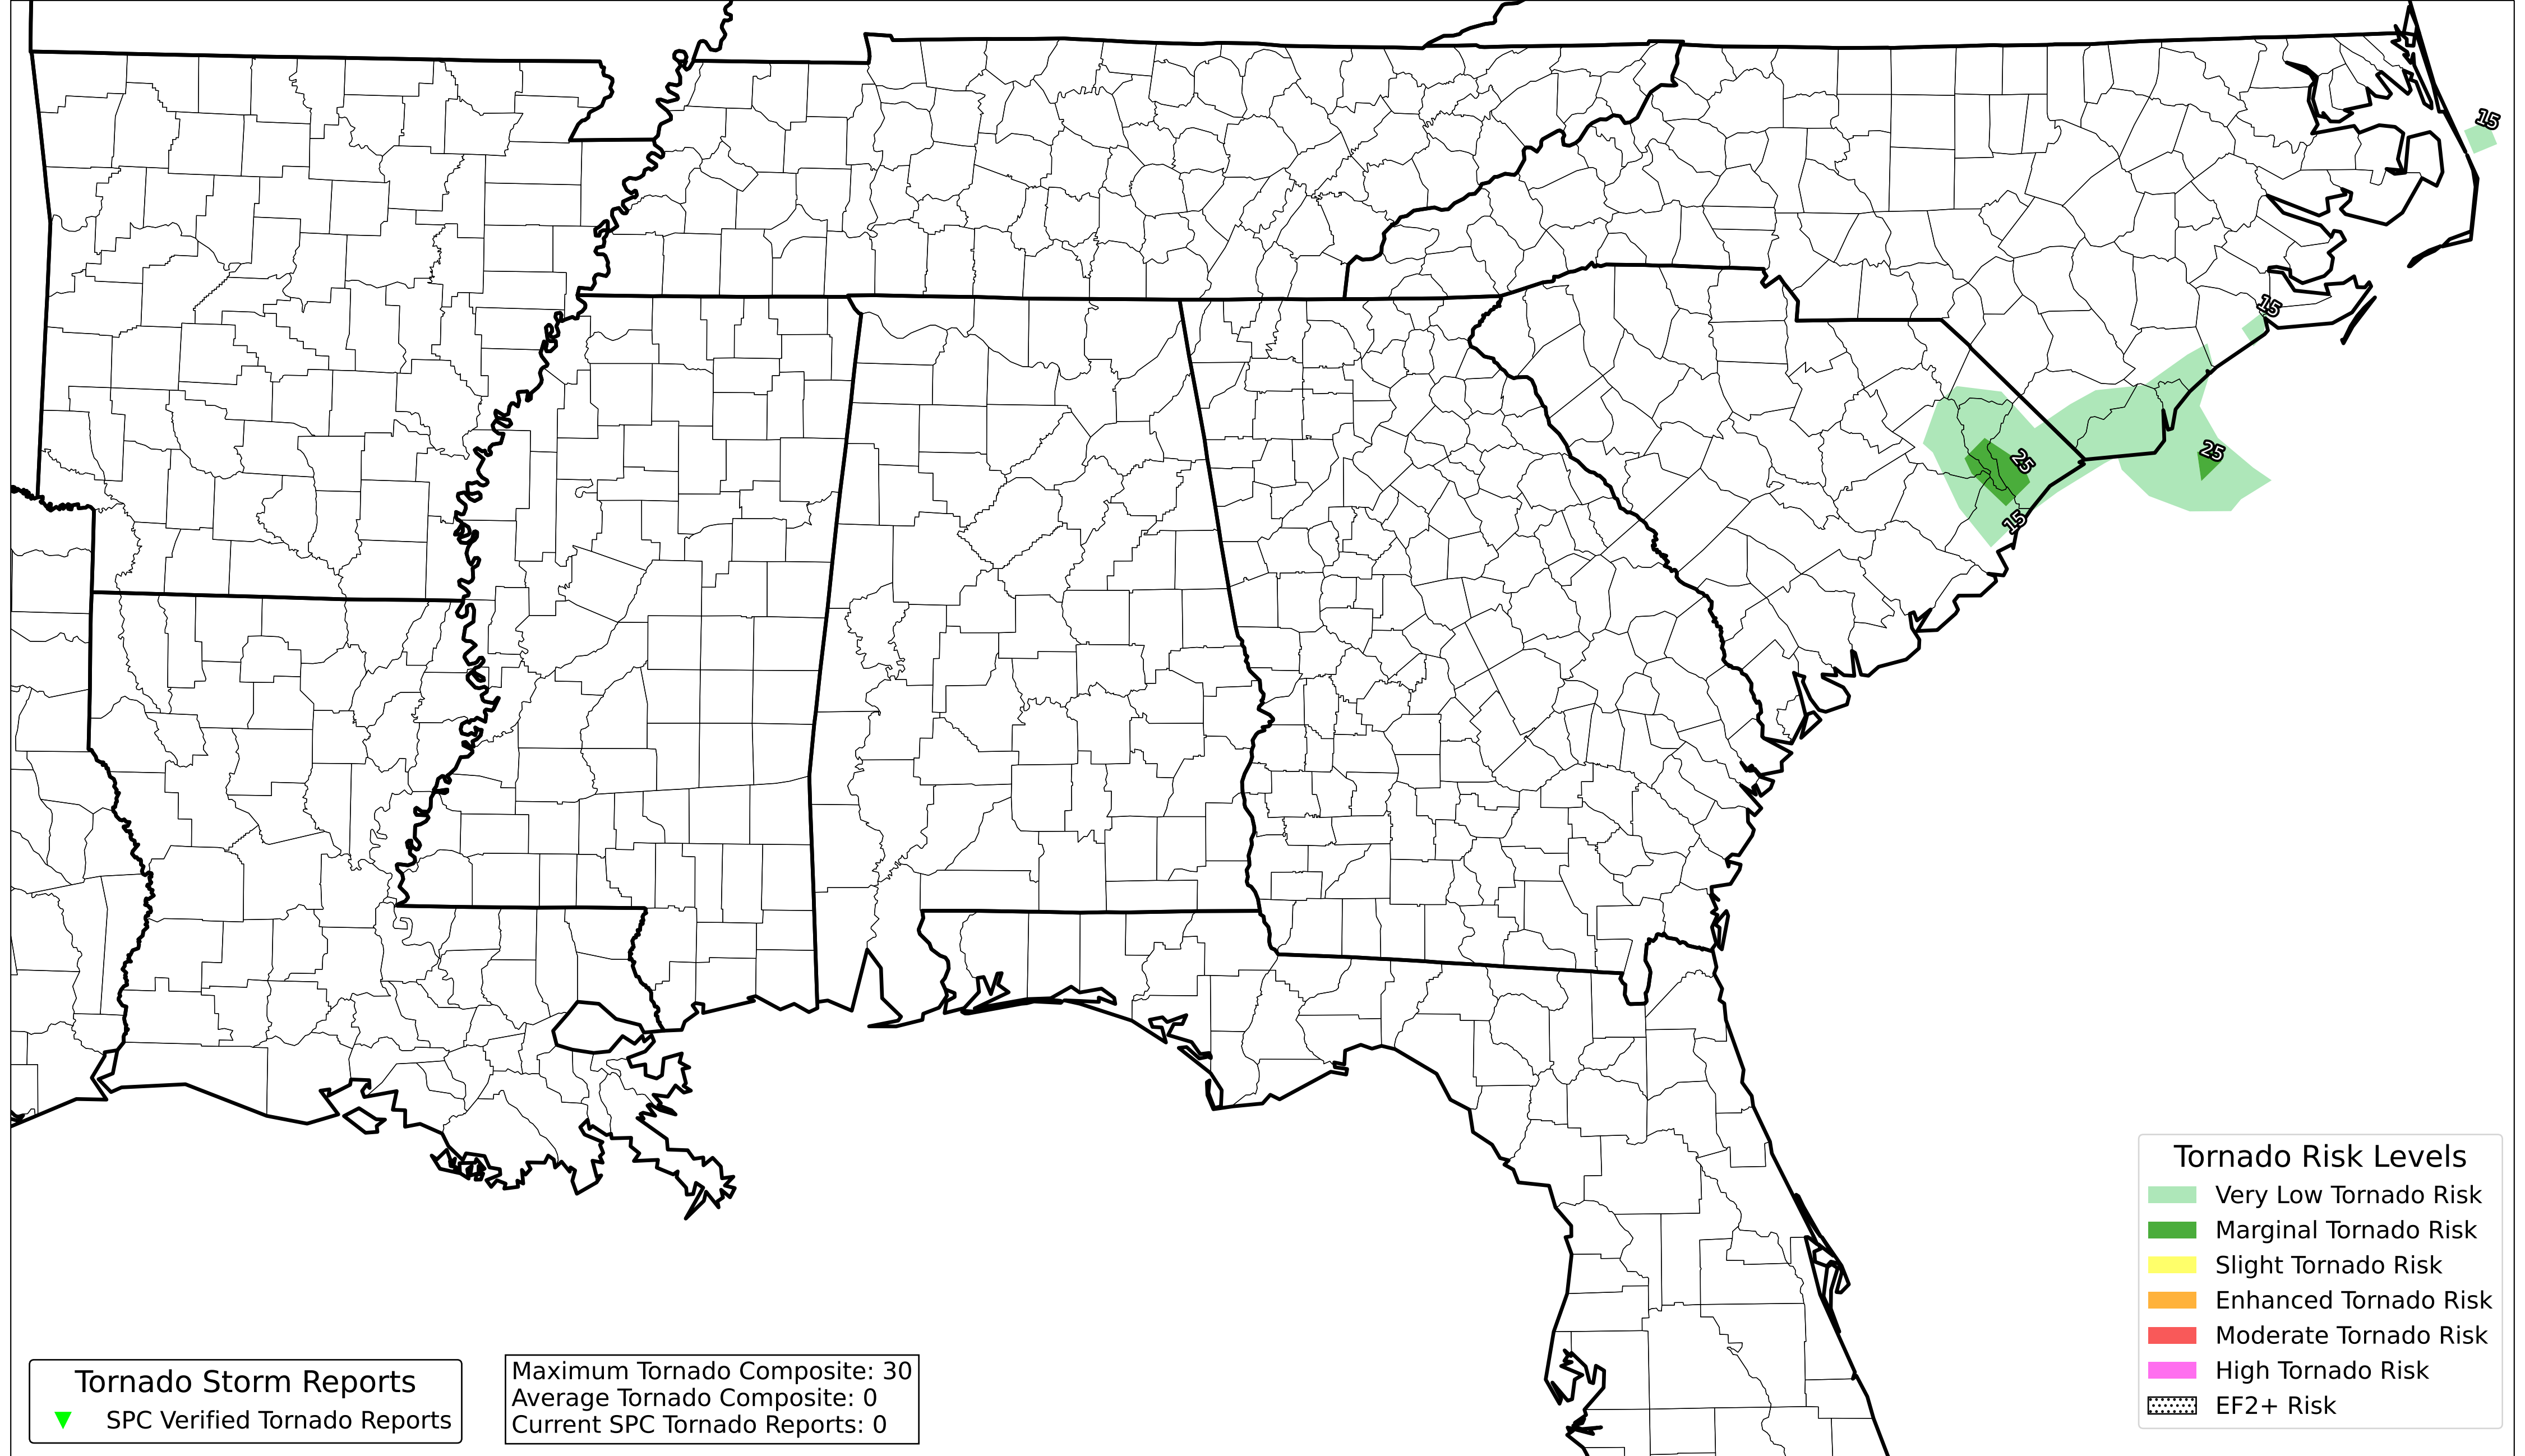 15
15
25
25
15
Tornado Risk Levels
Very Low Tornado Risk
Marginal Tornado Risk
Slight Tornado Risk
Enhanced Tornado Risk
Moderate Tornado Risk
High Tornado Risk
EF2+ Risk
Tornado Storm Reports
SPC Verified Tornado Reports
Maximum Tornado Composite: 30
Average Tornado Composite: 0
Current SPC Tornado Reports: 0